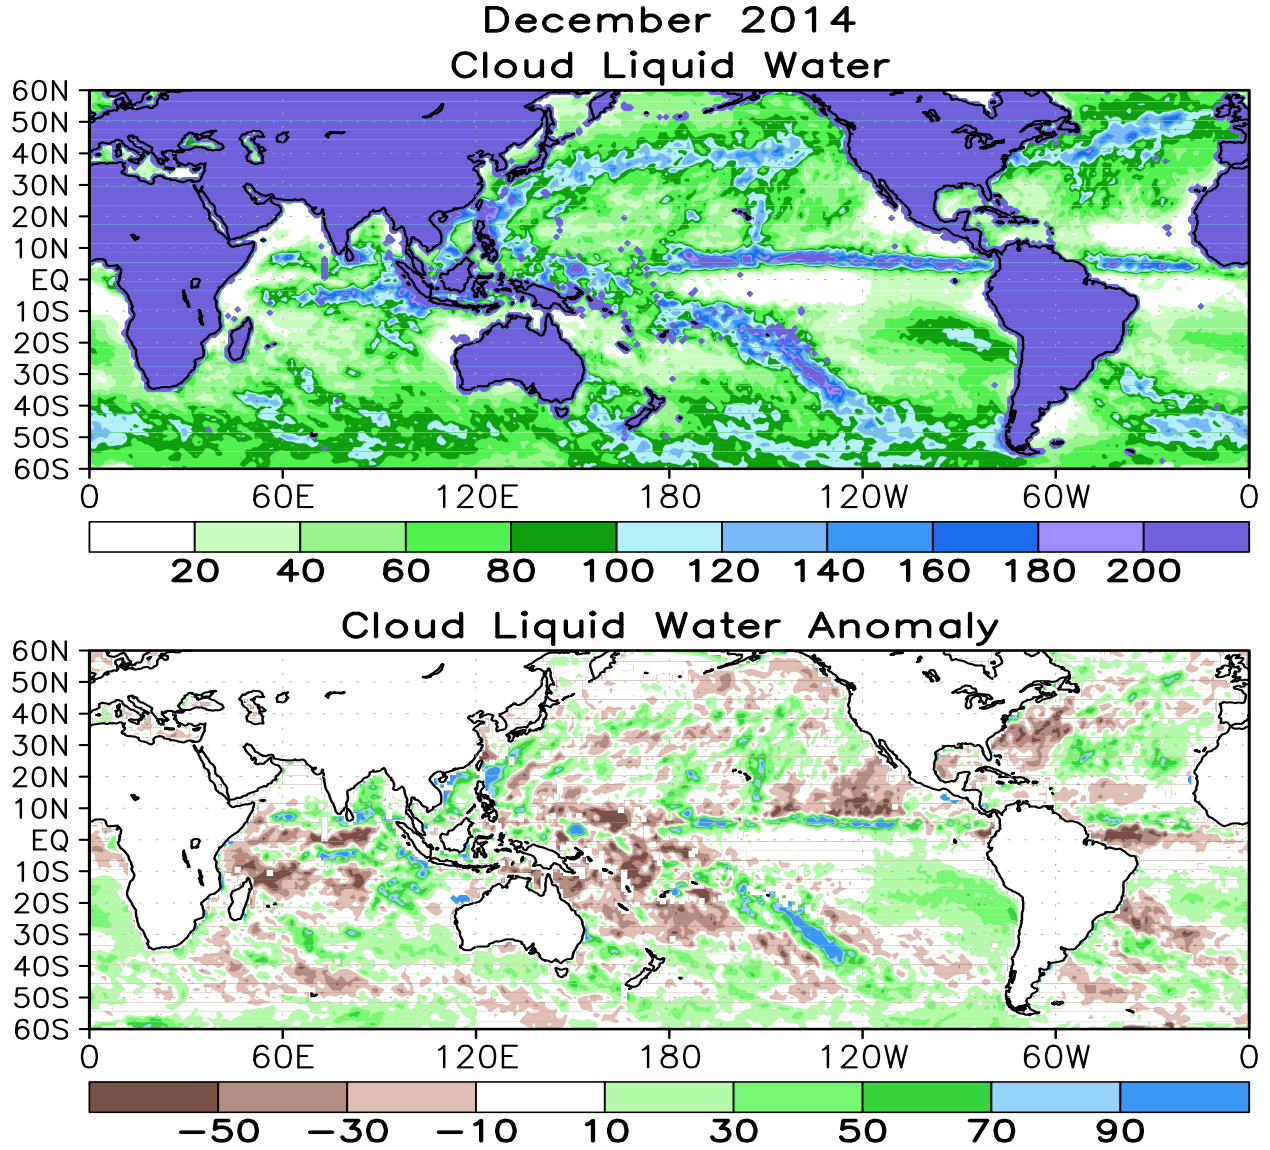 December 2014
Cloud Liquid Water
60N
50N
40N
30N
20N
10N
EQ
10S
20S
30S
40S
50S
60S
0 60E 120E 180 120W 60W 0
20 40 60 80 100 120 140 160 180 200
Cloud Liquid Water Anomaly
60N
50N
40N
30N
20N
10N
EQ
10S
20S
30S
40S
50S
60S
0 60E 120E 180 120W 60W 0
−50 −30 −10 10 30 50 70 90